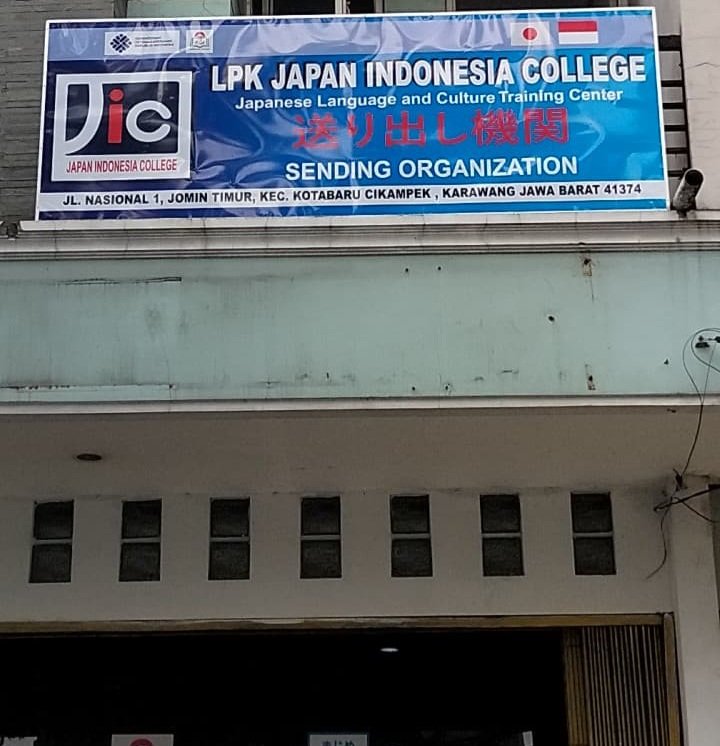 LPK JAPAN INDONESIA COLLEGE
Japanese Language and Culture Training Center
送り出し機関
SENDING ORGANIZATION
Jic
JAPAN INDONESIA COLLEGE
JL. NASIONAL 1, JOMIN TIMUR, KEC. KOTABARU CIKAMPEK , KARAWANG JAWA BARAT 41374